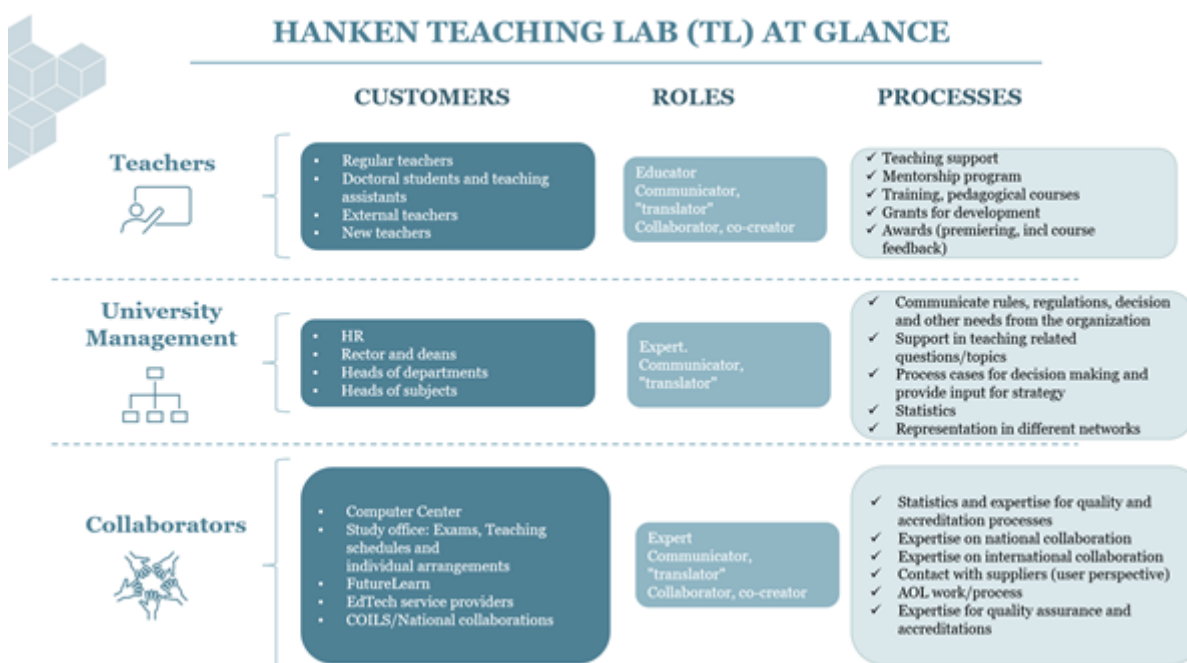 HANKEN TEACHING LAB (TL) AT GLANCE
CUSTOMERS
ROLES
PROCESSES
Teachers
• Regular teachers
• Doctoral students and teaching
assistants
• External teachers
• New teachers
Educator
Communicator,
"translator"
Collaborator, co-creator
✓ Teaching support
✓ Mentorship program
✓ Training, pedagogical courses
✓ Grants for development
✓ Awards (premiering, incl course
feedback)
University
Management
• HR
• Rector and deans
• Heads of departments
• Heads of subjects
Expert.
Communicator,
"translator"
✓ Communicate rules, regulations, decision
and other needs from the organization
✓ Support in teaching related
questions/topics
✓ Process cases for decision making and
provide input for strategy
✓ Statistics
✓ Representation in different networks
Collaborators
• Computer Center
• Study office: Exams, Teaching
schedules and
individual arrangements
• FutureLearn
• EdTech service providers
• COILS/National collaborations
Expert
Communicator,
"translator"
Collaborator, co-creator
✓ Statistics and expertise for quality and
accreditation processes
✓ Expertise on national collaboration
✓ Expertise on international collaboration
✓ Contact with suppliers (user perspective)
✓ AOL work/process
✓ Expertise for quality assurance and
accreditations